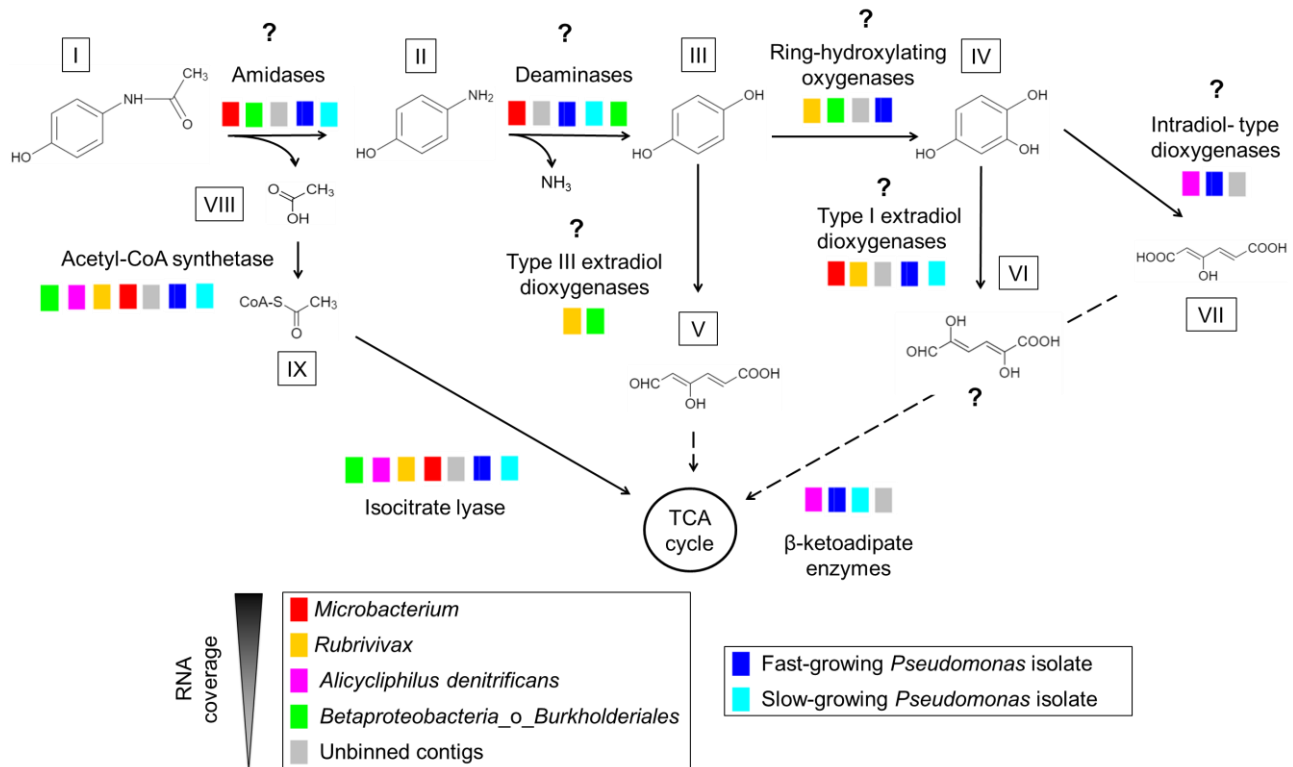 ?
?
?
?
?
?
I
Amidases
II
Deaminases
III
Ring-hydroxylating
oxygenases
IV
Intradiol- type
dioxygenases
CH₃
NH
O
HO
NH₂
HO
OH
HO
OH
HO
OH
VIII
O
CH₃
OH
NH₃
Acetyl-CoA synthetase
CoA-S
CH₃
O
IX
Type III extradiol
dioxygenases
V
OHC
COOH
OH
Type I extradiol
dioxygenases
VI
OH
OHC
COOH
OH
?
HOOC
COOH
OH
VII
Isocitrate lyase
TCA
cycle
β-ketoadipate
enzymes
RNA
coverage
Microbacterium
Rubrivivax
Alicycliphilus denitrificans
Betaproteobacteria_o_Burkholderiales
Unbinned contigs
Fast-growing Pseudomonas isolate
Slow-growing Pseudomonas isolate